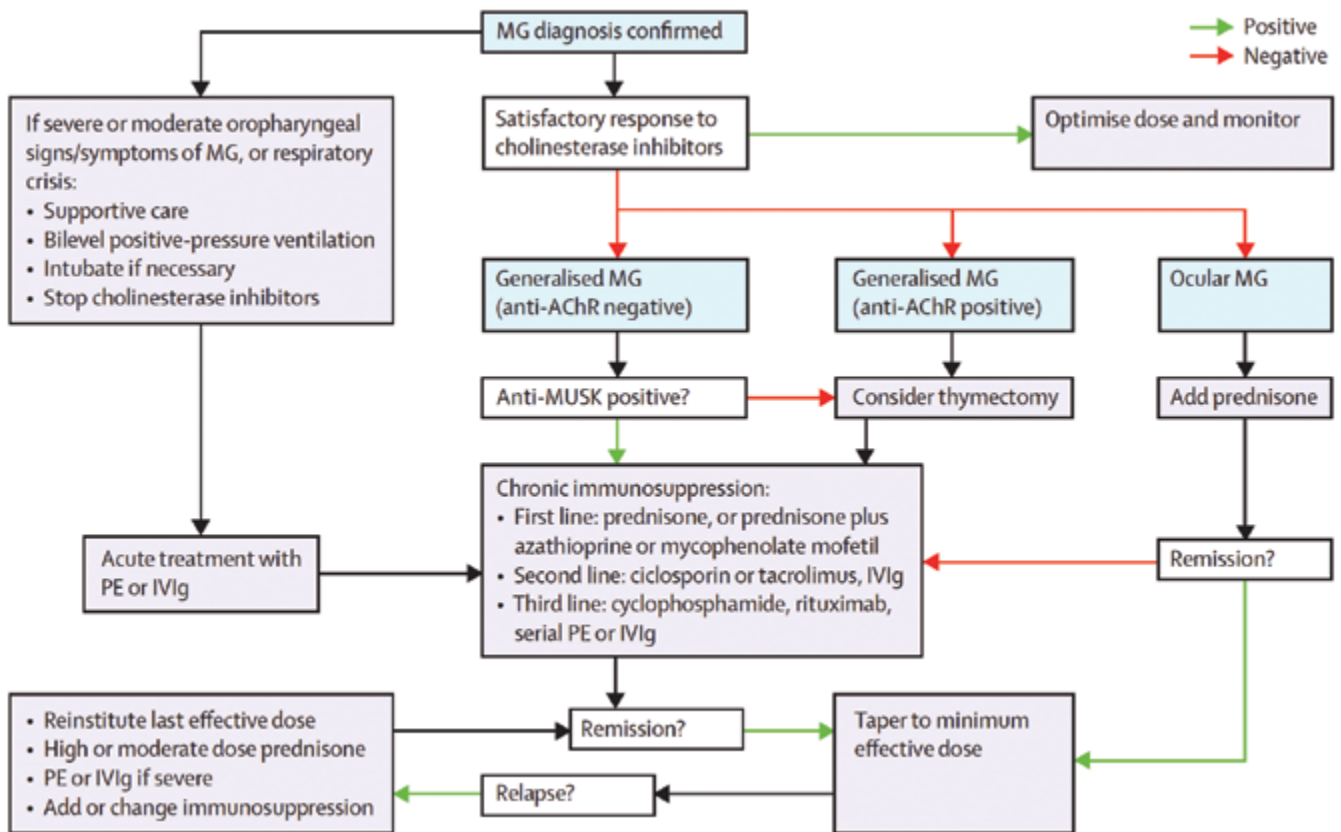 MG diagnosis confirmed
Positive
Negative
If severe or moderate oropharyngeal
signs/symptoms of MG, or respiratory
crisis:
• Supportive care
• Bilevel positive-pressure ventilation
• Intubate if necessary
• Stop cholinesterase inhibitors
Satisfactory response to
cholinesterase inhibitors
Optimise dose and monitor
Generalised MG
(anti-AChR negative)
Generalised MG
(anti-AChR positive)
Ocular MG
Anti-MUSK positive?
Consider thymectomy
Add prednisone
Chronic immunosuppression:
• First line: prednisone, or prednisone plus
azathioprine or mycophenolate mofetil
• Second line: ciclosporin or tacrolimus, IVIg
• Third line: cyclophosphamide, rituximab,
serial PE or IVIg
Acute treatment with
PE or IVIg
Remission?
• Reinstitute last effective dose
• High or moderate dose prednisone
• PE or IVIg if severe
• Add or change immunosuppression
Remission?
Taper to minimum
effective dose
Relapse?